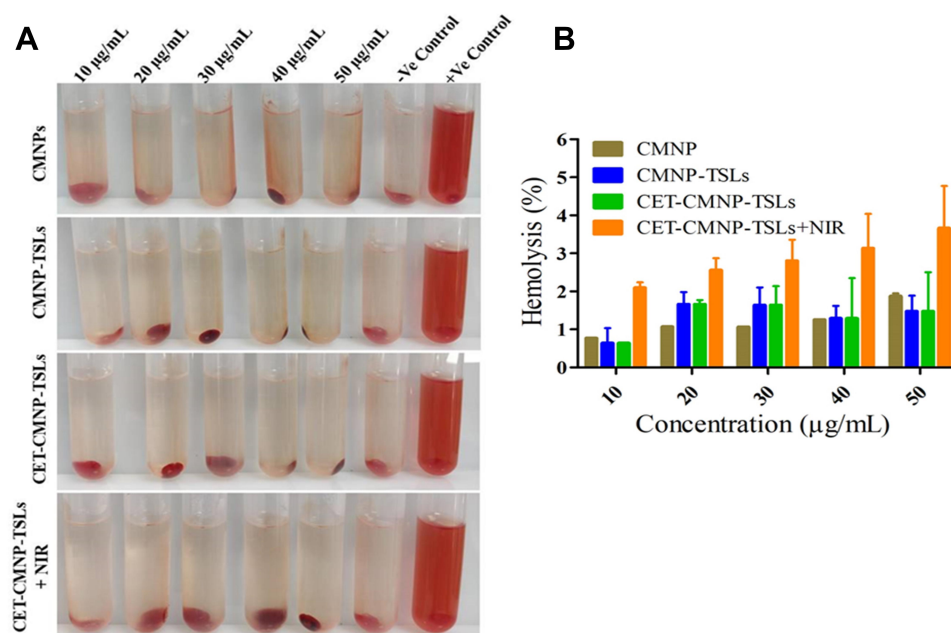 A
10 µg/mL
20 µg/mL
30 µg/mL
40 µg/mL
50 µg/mL
-Ve Control
+Ve Control
CMNPs
CMNP-TSLs
CET-CMNP-TSLs
CET-CMNP-TSLs
+ NIR
B
Hemolysis (%)
6
5
4
3
2
1
0
CMNP
CMNP-TSLs
CET-CMNP-TSLs
CET-CMNP-TSLs+NIR
10
20
30
40
50
Concentration (µg/mL)